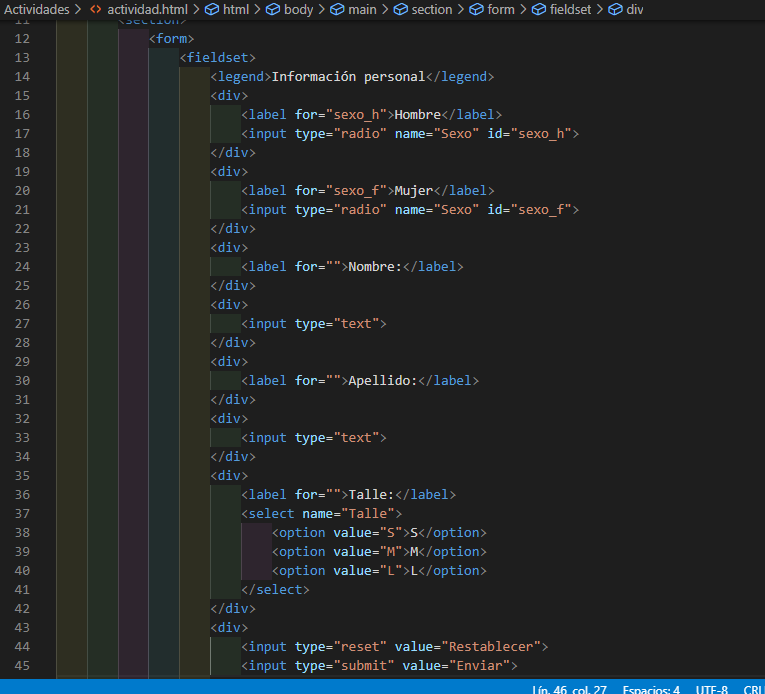 Actividades > actividad.html > html > body > main > section > form > fieldset > div
11 <section>
12 <form>
13 <fieldset>
14 <legend>Información personal</legend>
15 <div>
16 <label for="sexo_h">Hombre</label>
17 <input type="radio" name="Sexo" id="sexo_h">
18 </div>
19 <div>
20 <label for="sexo_f">Mujer</label>
21 <input type="radio" name="Sexo" id="sexo_f">
22 </div>
23 <div>
24 <label for="">Nombre:</label>
25 </div>
26 <div>
27 <input type="text">
28 </div>
29 <div>
30 <label for="">Apellido:</label>
31 </div>
32 <div>
33 <input type="text">
34 </div>
35 <div>
36 <label for="">Talle:</label>
37 <select name="Talle">
38 <option value="S">S</option>
39 <option value="M">M</option>
40 <option value="L">L</option>
41 </select>
42 </div>
43 <div>
44 <input type="reset" value="Restablecer">
45 <input type="submit" value="Enviar">
Lín. 46, col. 27 Espacios: 4 UTF-8 CRL